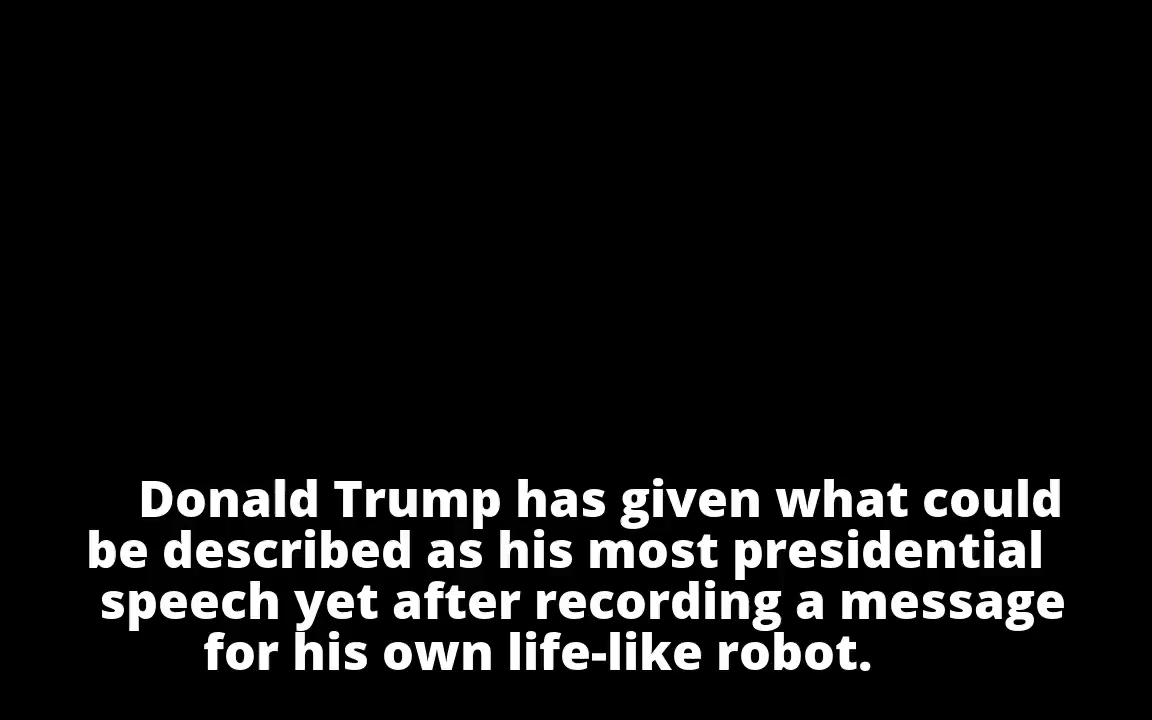 Donald Trump has given what could
be described as his most presidential
speech yet after recording a message
for his own life-like robot.